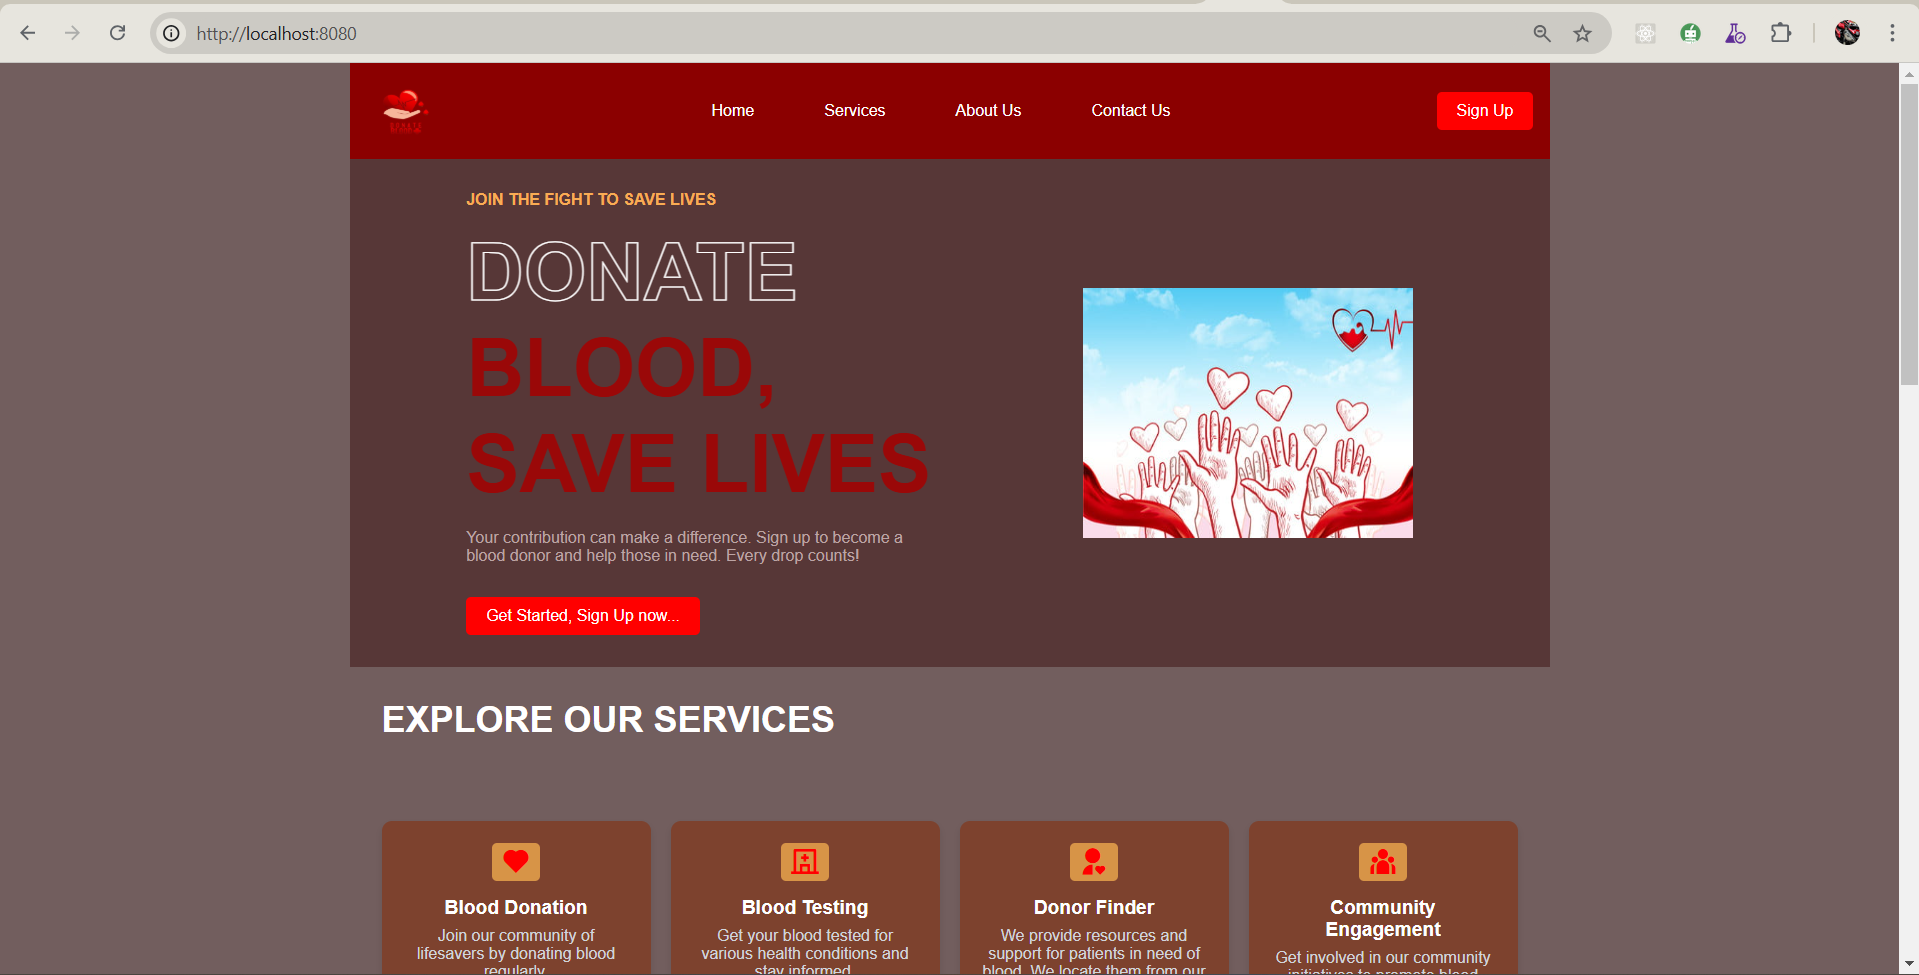 http://localhost:8080
Home Services About Us Contact Us Sign Up
JOIN THE FIGHT TO SAVE LIVES
DONATE
BLOOD,
SAVE LIVES
Your contribution can make a difference. Sign up to become a
blood donor and help those in need. Every drop counts!
Get Started, Sign Up now...
EXPLORE OUR SERVICES
Blood Donation
Join our community of
lifesavers by donating blood
regularly.
Blood Testing
Get your blood tested for
various health conditions and
stay informed.
Donor Finder
We provide resources and
support for patients in need of
blood. We locate them from our
Community
Engagement
Get involved in our community
initiatives to promote blood